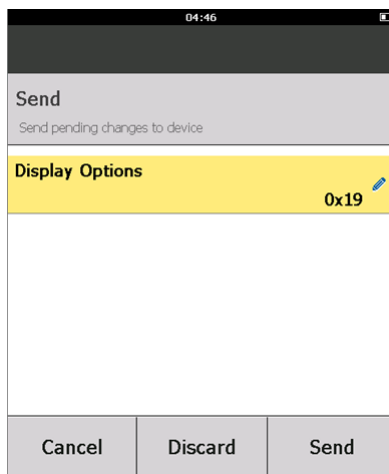 04:46
Send
Send pending changes to device
Display Options
0x19
Cancel
Discard
Send